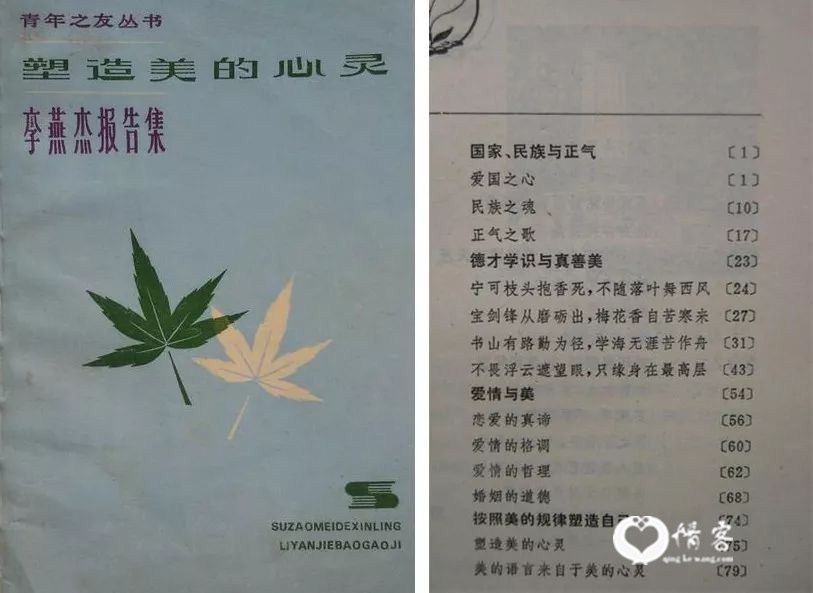 青年之友丛书
塑造美的心灵
李燕杰报告集
SUZAOMEIDEXINLING
LIYANJIEBAOGAOJI
国家、民族与正气 〔1〕
爱国之心 〔1〕
民族之魂 〔10〕
正气之歌 〔17〕
德才学识与真善美 〔23〕
宁可枝头抱香死,不随落叶舞西风 〔24〕
宝剑锋从磨砺出,梅花香自苦寒来 〔27〕
书山有路勤为径,学海无涯苦作舟 〔31〕
不畏浮云遮望眼,只缘身在最高层 〔43〕
爱情与美 〔54〕
恋爱的真谛 〔56〕
爱情的格调 〔60〕
爱情的哲理 〔62〕
婚姻的道德 〔68〕
按照美的规律塑造自己 〔74〕
塑造美的心灵 〔75〕
美的语言来自于美的心灵 〔79〕
情客
qing ke wang.com